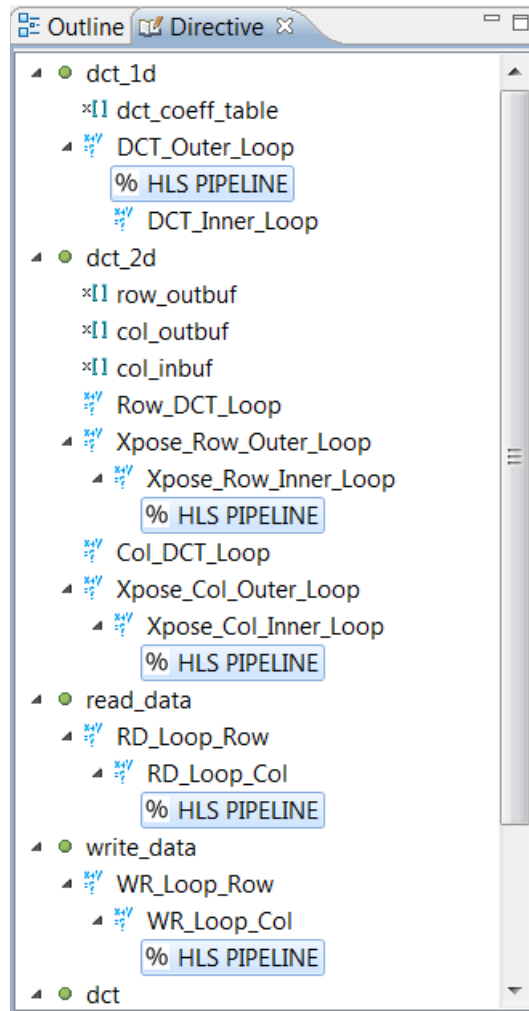 Outline Directive
dct_1d
dct_coeff_table
DCT_Outer_Loop
% HLS PIPELINE
DCT_Inner_Loop
dct_2d
row_outbuf
col_outbuf
col_inbuf
Row_DCT_Loop
Xpose_Row_Outer_Loop
Xpose_Row_Inner_Loop
% HLS PIPELINE
Col_DCT_Loop
Xpose_Col_Outer_Loop
Xpose_Col_Inner_Loop
% HLS PIPELINE
read_data
RD_Loop_Row
RD_Loop_Col
% HLS PIPELINE
write_data
WR_Loop_Row
WR_Loop_Col
% HLS PIPELINE
dct